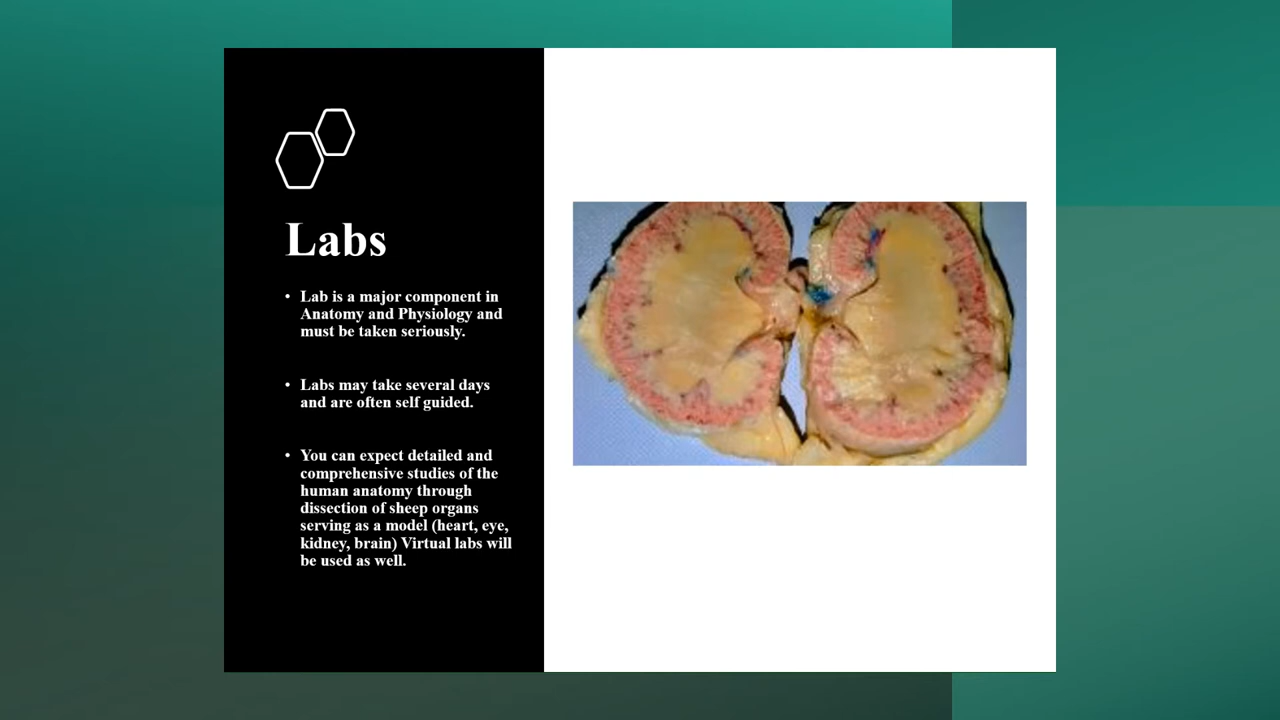 Labs
• Lab is a major component in
Anatomy and Physiology and
must be taken seriously.
• Labs may take several days
and are often self guided.
• You can expect detailed and
comprehensive studies of the
human anatomy through
dissection of sheep organs
serving as a model (heart, eye,
kidney, brain) Virtual labs will
be used as well.